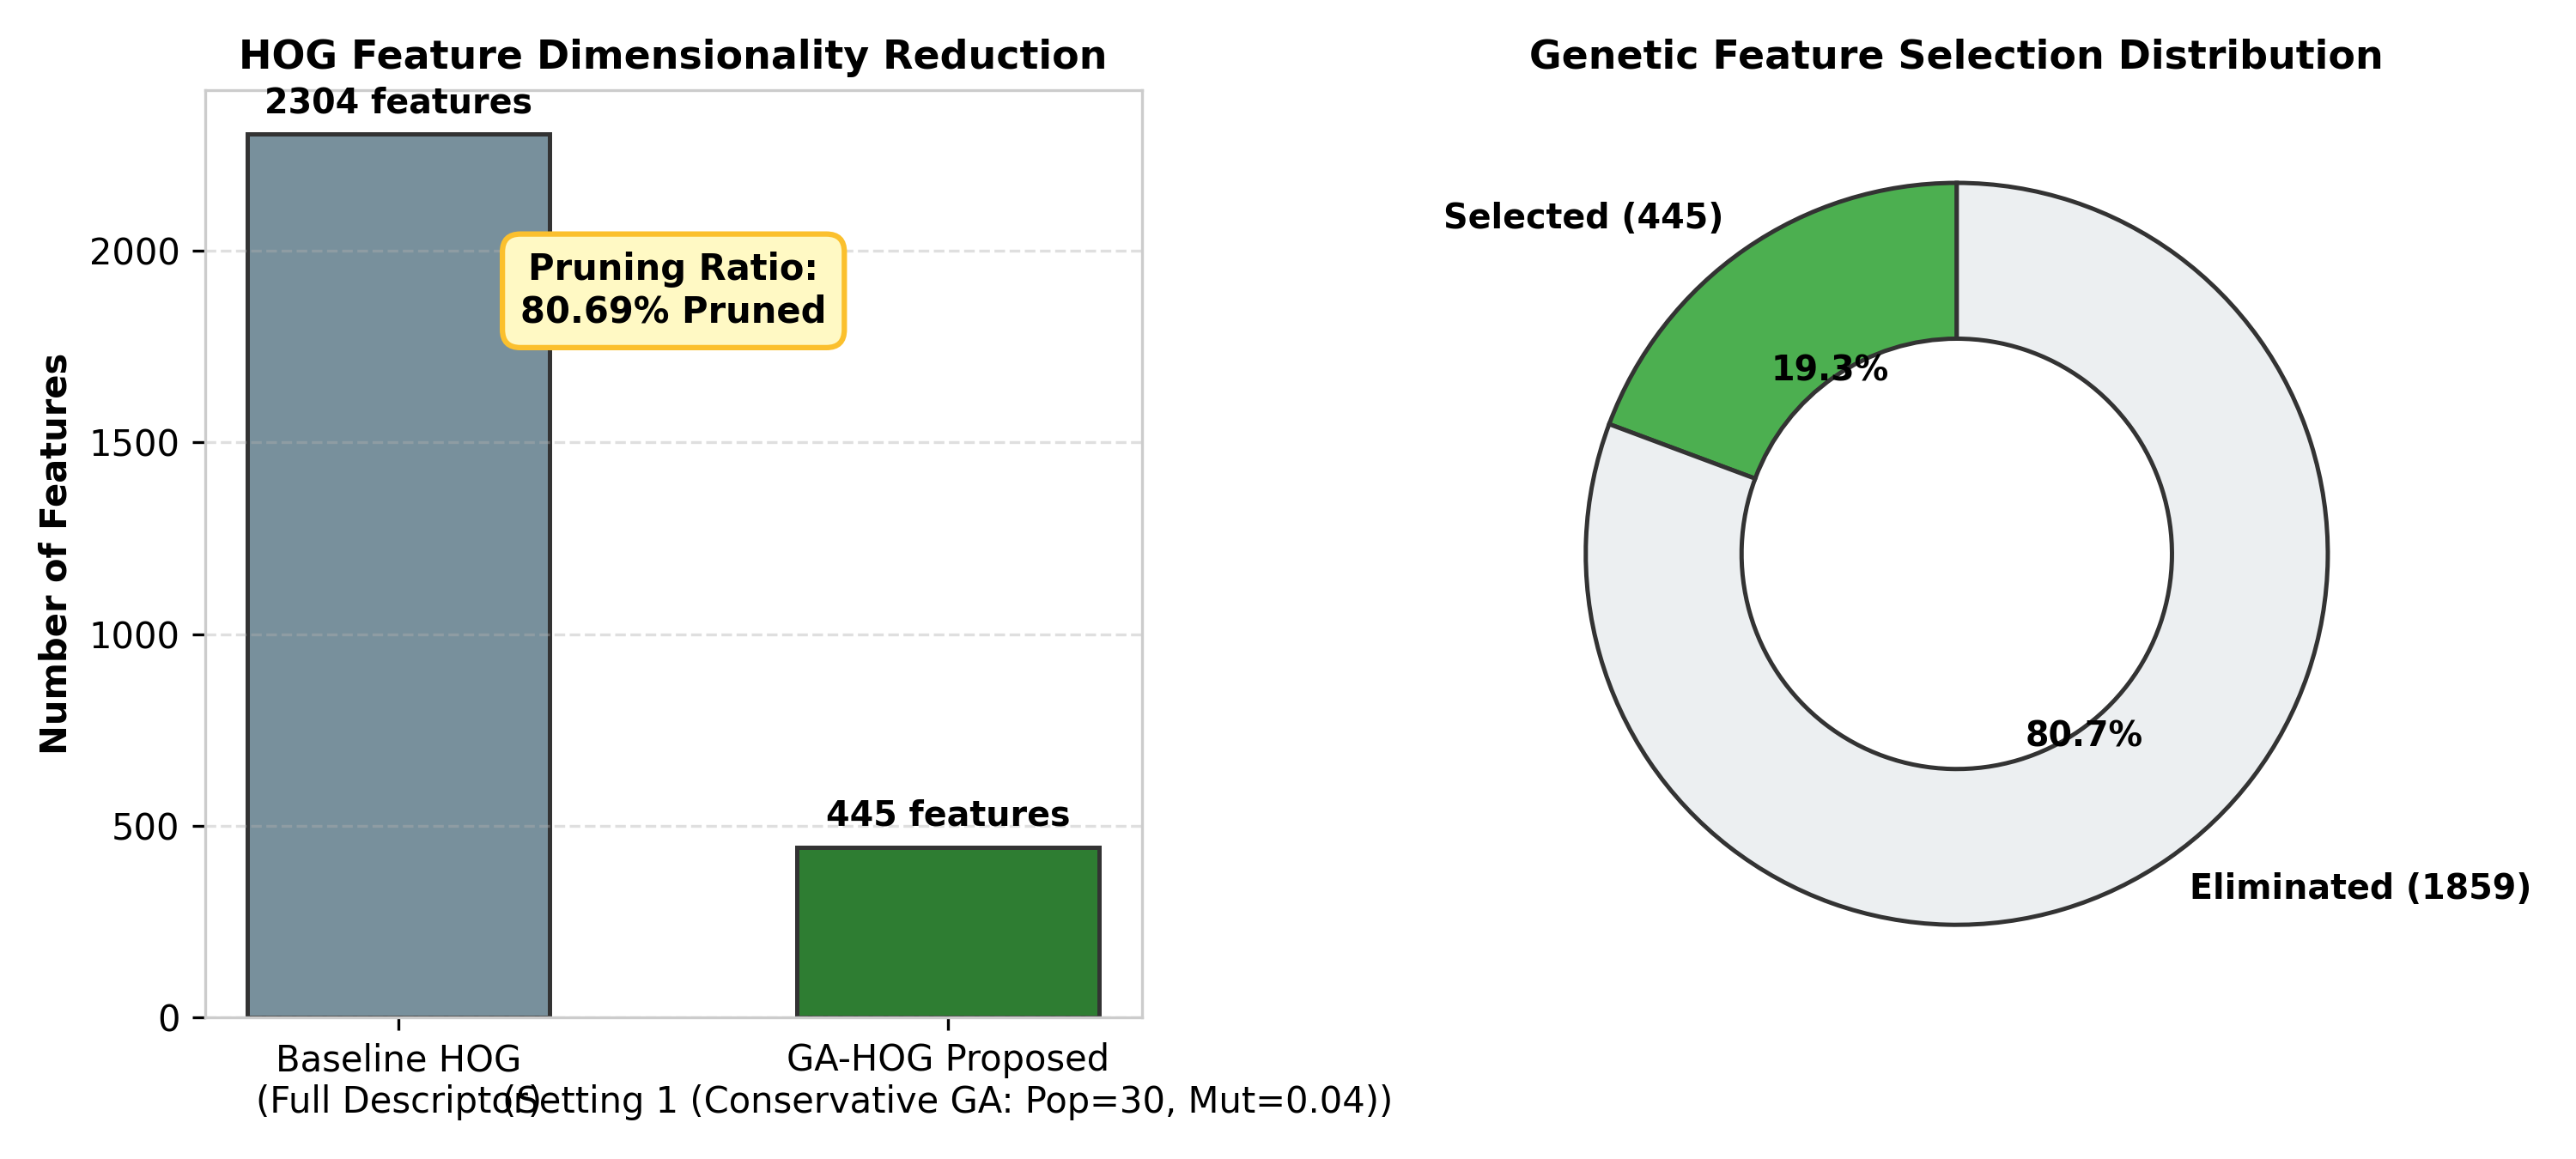 HOG Feature Dimensionality Reduction
2304 features
Pruning Ratio:
80.69% Pruned
445 features
Number of Features
2000
1500
1000
500
0
Baseline HOG
(Full Descriptor)
GA-HOG Proposed
(Setting 1 (Conservative GA: Pop=30, Mut=0.04))
Genetic Feature Selection Distribution
Selected (445)
19.3%
80.7%
Eliminated (1859)